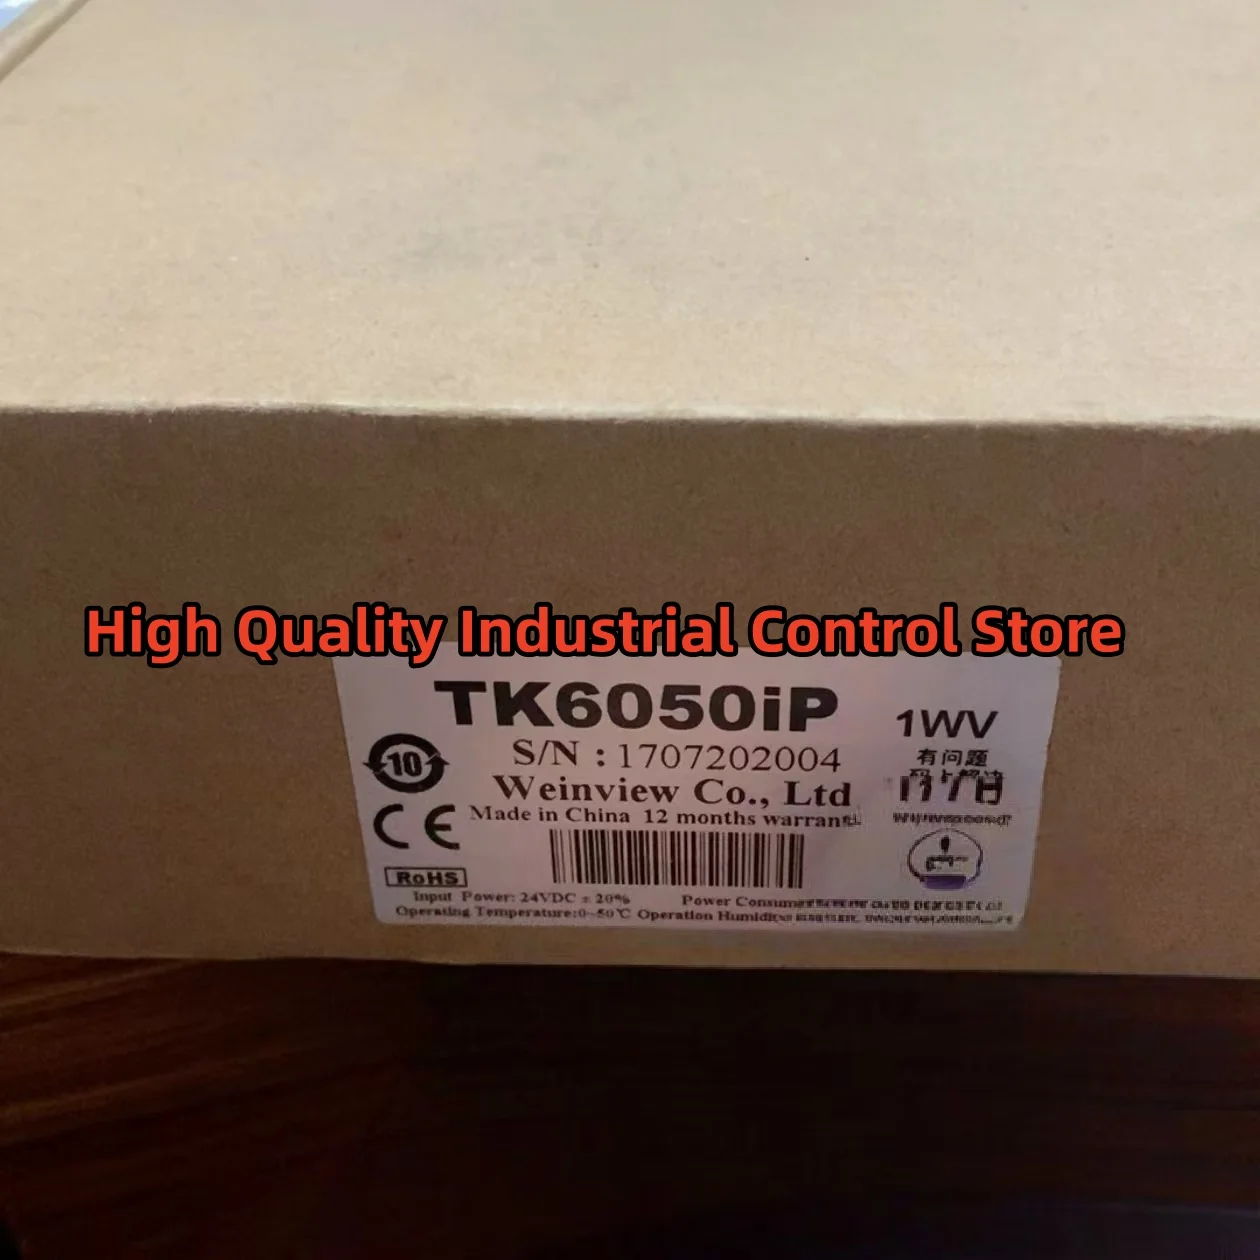 High Quality Industrial Control Store
TK6050iP
1WV
S/N : 1707202004
有问题
10
Weinview Co., Ltd
Made in China 12 months
CE
RoHS
Input Power: 24VDC ± 20% Power
Operating Temperature:0~50℃ Operation